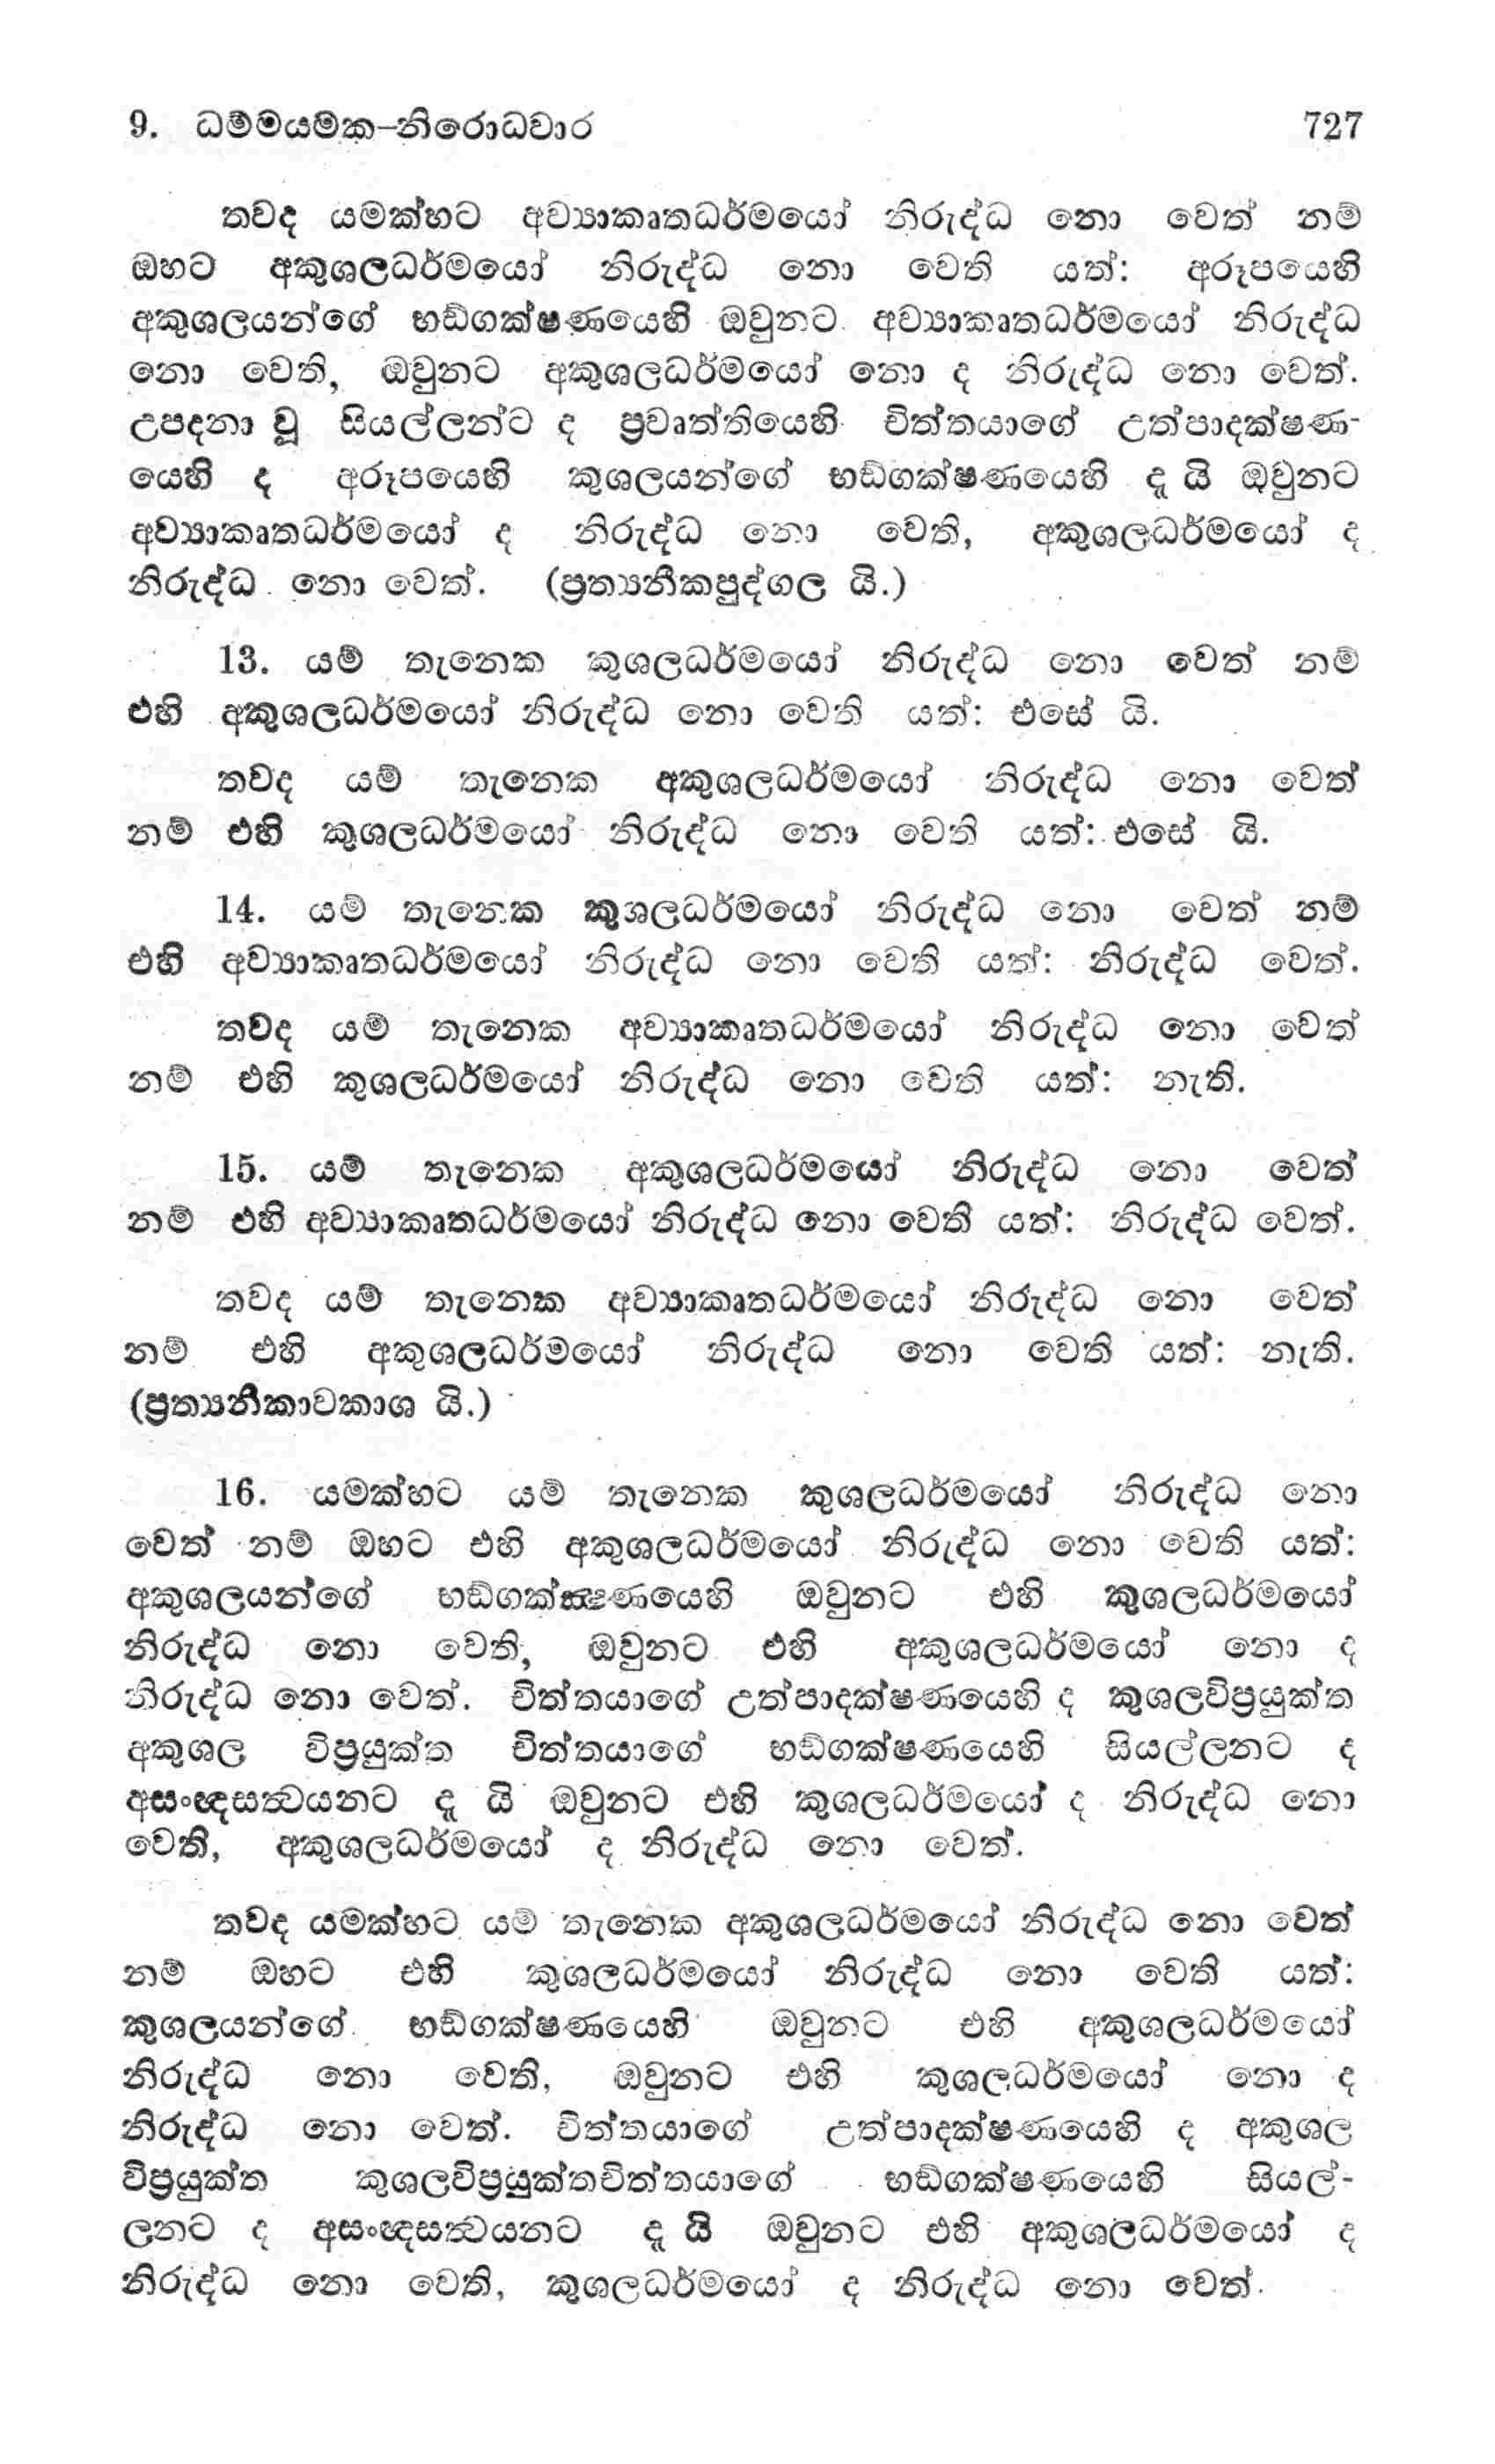 9. ධම්මයමක-නිරොධවාර 727
තවද යමක්හට අව්‍යාකෘතධර්මයෝ නිරුද්ධ නො වෙත් නම්
ඔහට අකුශලධර්මයෝ නිරුද්ධ නො වෙති යත්: අරූපයෙහි
අකුශලයන්ගේ භඞ්ගක්ෂණයෙහි ඔවුනට අව්‍යාකෘතධර්මයෝ නිරුද්ධ
නො වෙති, ඔවුනට අකුශලධර්මයෝ නො ද නිරුද්ධ නො වෙත්.
උපදනා වූ සියල්ලන්ට ද ප්‍රවෘත්තියෙහි චිත්තයාගේ උත්පාදක්ෂණ-
යෙහි ද අරූපයෙහි කුශලයන්ගේ භඞ්ගක්ෂණයෙහි දූ යි ඔවුනට
අව්‍යාකෘතධර්මයෝ ද නිරුද්ධ නො වෙති, අකුශලධර්මයෝ ද
නිරුද්ධ නො වෙත්. (ප්‍රත්‍යනීකපුද්ගල යි.)
13. යම් තැනෙක කුශලධර්මයෝ නිරුද්ධ නො වෙත් නම්
එහි අකුශලධර්මයෝ නිරුද්ධ නො වෙති යත්: එසේ යි.
තවද යම් තැනෙක අකුශලධර්මයෝ නිරුද්ධ නො වෙත්
නම් එහි කුශලධර්මයෝ නිරුද්ධ නො වෙති යත්: එසේ යි.
14. යම් තැනෙක කුශලධර්මයෝ නිරුද්ධ නො වෙත් නම්
එහි අව්‍යාකෘතධර්මයෝ නිරුද්ධ නො වෙති යත්: නිරුද්ධ වෙත්.
තවද යම් තැනෙක අව්‍යාකෘතධර්මයෝ නිරුද්ධ නො වෙත්
නම් එහි කුශලධර්මයෝ නිරුද්ධ නො වෙති යත්: නැති.
15. යම් තැනෙක අකුශලධර්මයෝ නිරුද්ධ නො වෙත්
නම් එහි අව්‍යාකෘතධර්මයෝ නිරුද්ධ නො වෙති යත්: නිරුද්ධ වෙත්.
තවද යම් තැනෙක අව්‍යාකෘතධර්මයෝ නිරුද්ධ නො වෙත්
නම් එහි අකුශලධර්මයෝ නිරුද්ධ නො වෙති යත්: නැති.
(ප්‍රත්‍යනීකාවකාශ යි.)
16. යමක්හට යම් තැනෙක කුශලධර්මයෝ නිරුද්ධ නො
වෙත් නම් ඔහට එහි අකුශලධර්මයෝ නිරුද්ධ නො වෙති යත්:
අකුශලයන්ගේ භඞ්ගක්ෂණයෙහි ඔවුනට එහි කුශලධර්මයෝ
නිරුද්ධ නො වෙති, ඔවුනට එහි අකුශලධර්මයෝ නො ද
නිරුද්ධ නො වෙත්. චිත්තයාගේ උත්පාදක්ෂණයෙහි ද කුශලවිප්‍රයුක්ත
අකුශල විප්‍රයුක්ත චිත්තයාගේ භඞ්ගක්ෂණයෙහි සියල්ලනට ද
අසංඥසත්‍වයනට දූ යි ඔවුනට එහි කුශලධර්මයෝ ද නිරුද්ධ නො
වෙති, අකුශලධර්මයෝ ද නිරුද්ධ නො වෙත්.
තවද යමක්හට යම් තැනෙක අකුශලධර්මයෝ නිරුද්ධ නො වෙත්
නම් ඔහට එහි කුශලධර්මයෝ නිරුද්ධ නො වෙති යත්:
කුශලයන්ගේ භඞ්ගක්ෂණයෙහි ඔවුනට එහි අකුශලධර්මයෝ
නිරුද්ධ නො වෙති, ඔවුනට එහි කුශලධර්මයෝ නො ද
නිරුද්ධ නො වෙත්. චිත්තයාගේ උත්පාදක්ෂණයෙහි ද අකුශල
විප්‍රයුක්ත කුශලවිප්‍රයුක්තචිත්තයාගේ භඞ්ගක්ෂණයෙහි සියල්-
ලනට ද අසංඥසත්‍වයනට දූ යි ඔවුනට එහි අකුශලධර්මයෝ ද
නිරුද්ධ නො වෙති, කුශලධර්මයෝ ද නිරුද්ධ නො වෙත්.